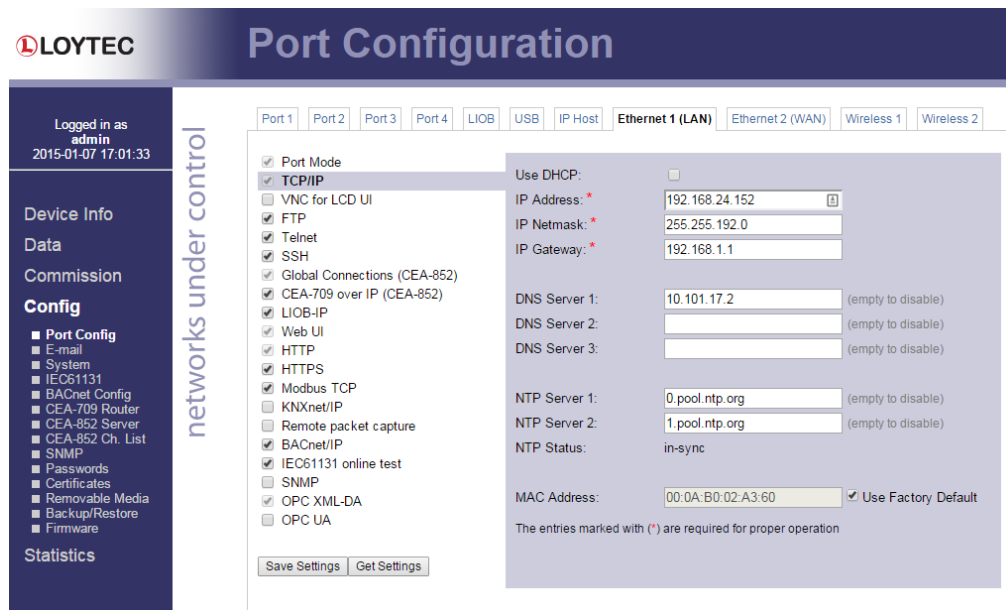 LOYTEC
Port Configuration
Logged in as
admin
2015-01-07 17:01:33
Device Info
Data
Commission
Config
Port Config
E-mail
System
IEC61131
BACnet Config
CEA-709 Router
CEA-852 Server
CEA-852 Ch. List
SNMP
Passwords
Certificates
Removable Media
Backup/Restore
Firmware
Statistics
networks under control
Port 1 Port 2 Port 3 Port 4 LIOB USB IP Host Ethernet 1 (LAN) Ethernet 2 (WAN) Wireless 1 Wireless 2
Port Mode
TCP/IP
VNC for LCD UI
FTP
Telnet
SSH
Global Connections (CEA-852)
CEA-709 over IP (CEA-852)
LIOB-IP
Web UI
HTTP
HTTPS
Modbus TCP
KNXnet/IP
Remote packet capture
BACnet/IP
IEC61131 online test
SNMP
OPC XML-DA
OPC UA
Save Settings Get Settings
Use DHCP:
IP Address: * 192.168.24.152
IP Netmask: * 255.255.192.0
IP Gateway: * 192.168.1.1
DNS Server 1: 10.101.17.2 (empty to disable)
DNS Server 2: (empty to disable)
DNS Server 3: (empty to disable)
NTP Server 1: 0.pool.ntp.org (empty to disable)
NTP Server 2: 1.pool.ntp.org (empty to disable)
NTP Status: in-sync
MAC Address: 00:0A:B0:02:A3:60 Use Factory Default
The entries marked with (*) are required for proper operation